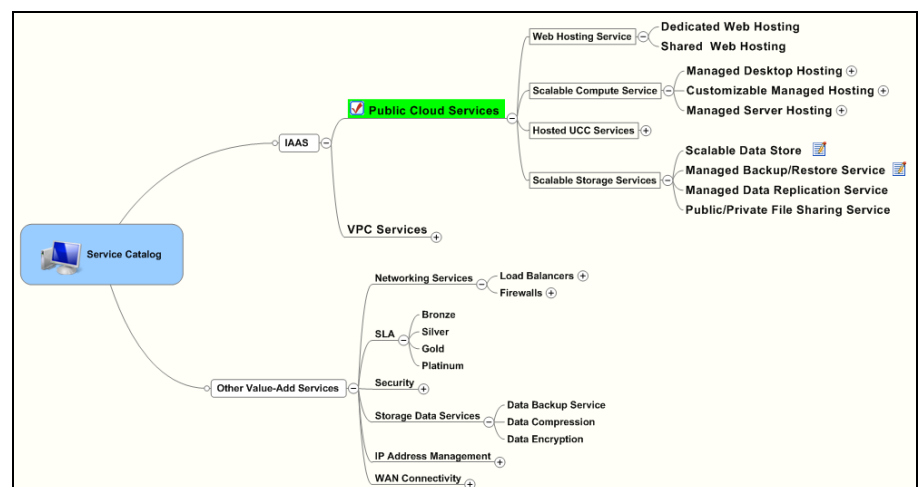 Service Catalog
IAAS
Public Cloud Services
Web Hosting Service
Dedicated Web Hosting
Shared Web Hosting
Scalable Compute Service
Managed Desktop Hosting
Customizable Managed Hosting
Managed Server Hosting
Hosted UCC Services
Scalable Storage Services
Scalable Data Store
Managed Backup/Restore Service
Managed Data Replication Service
Public/Private File Sharing Service
VPC Services
Other Value-Add Services
Networking Services
Load Balancers
Firewalls
SLA
Bronze
Silver
Gold
Platinum
Security
Storage Data Services
Data Backup Service
Data Compression
Data Encryption
IP Address Management
WAN Connectivity